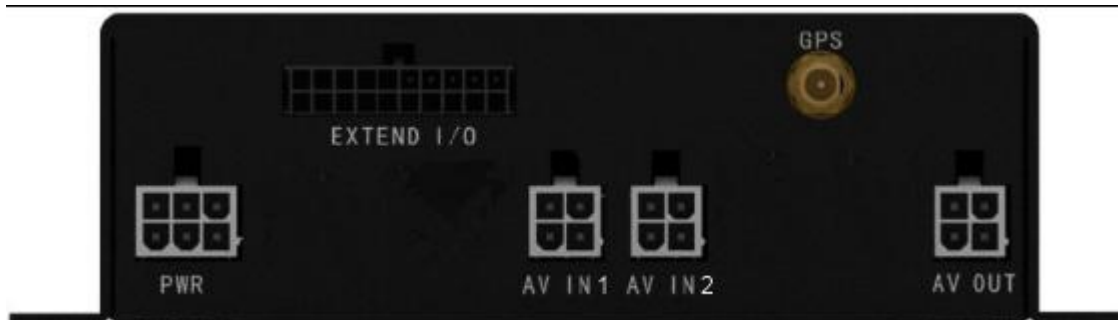 GPS
EXTEND I/O
PWR
AV IN1
AV IN2
AV OUT